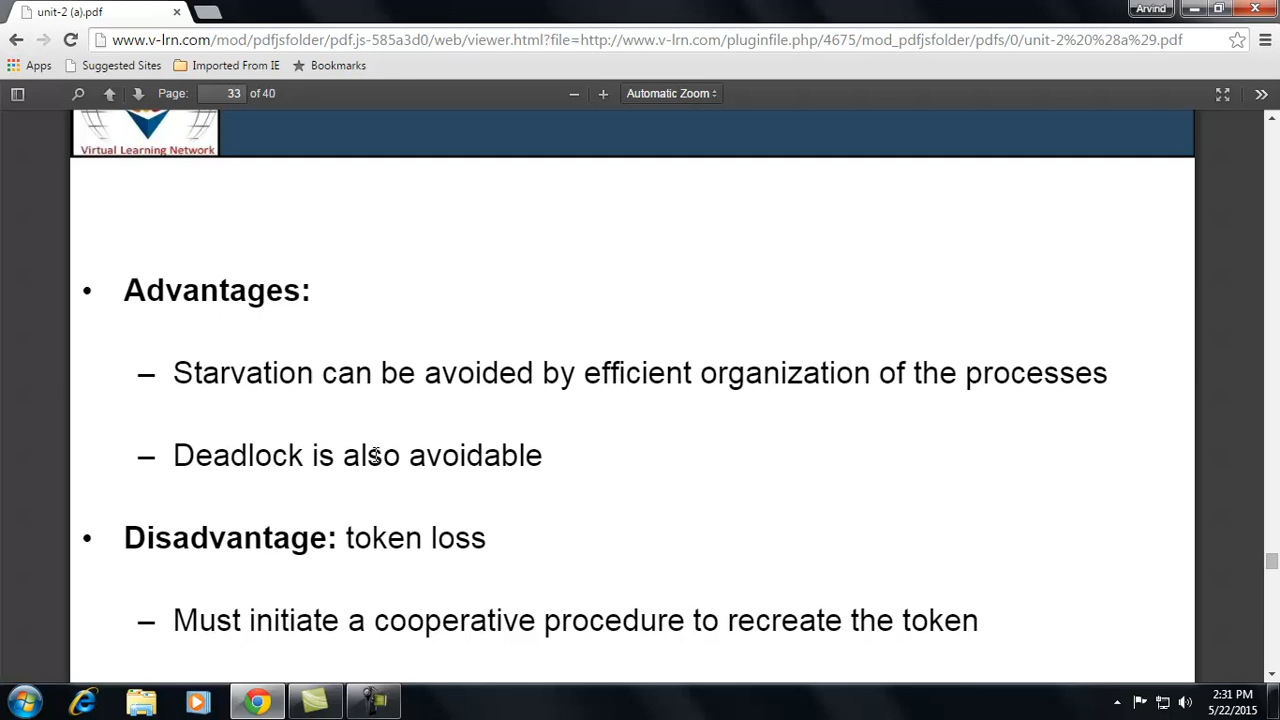 unit-2 (a).pdf
Arvind
www.v-lrn.com/mod/pdfjsfolder/pdf.js-585a3d0/web/viewer.html?file=http://www.v-lrn.com/pluginfile.php/4675/mod_pdfjsfolder/pdfs/0/unit-2%20%28a%29.pdf
Apps Suggested Sites Imported From IE Bookmarks
Page: 33 of 40 Automatic Zoom
Virtual Learning Network
• Advantages:
– Starvation can be avoided by efficient organization of the processes
– Deadlock is also avoidable
• Disadvantage: token loss
– Must initiate a cooperative procedure to recreate the token
2:31 PM
5/22/2015